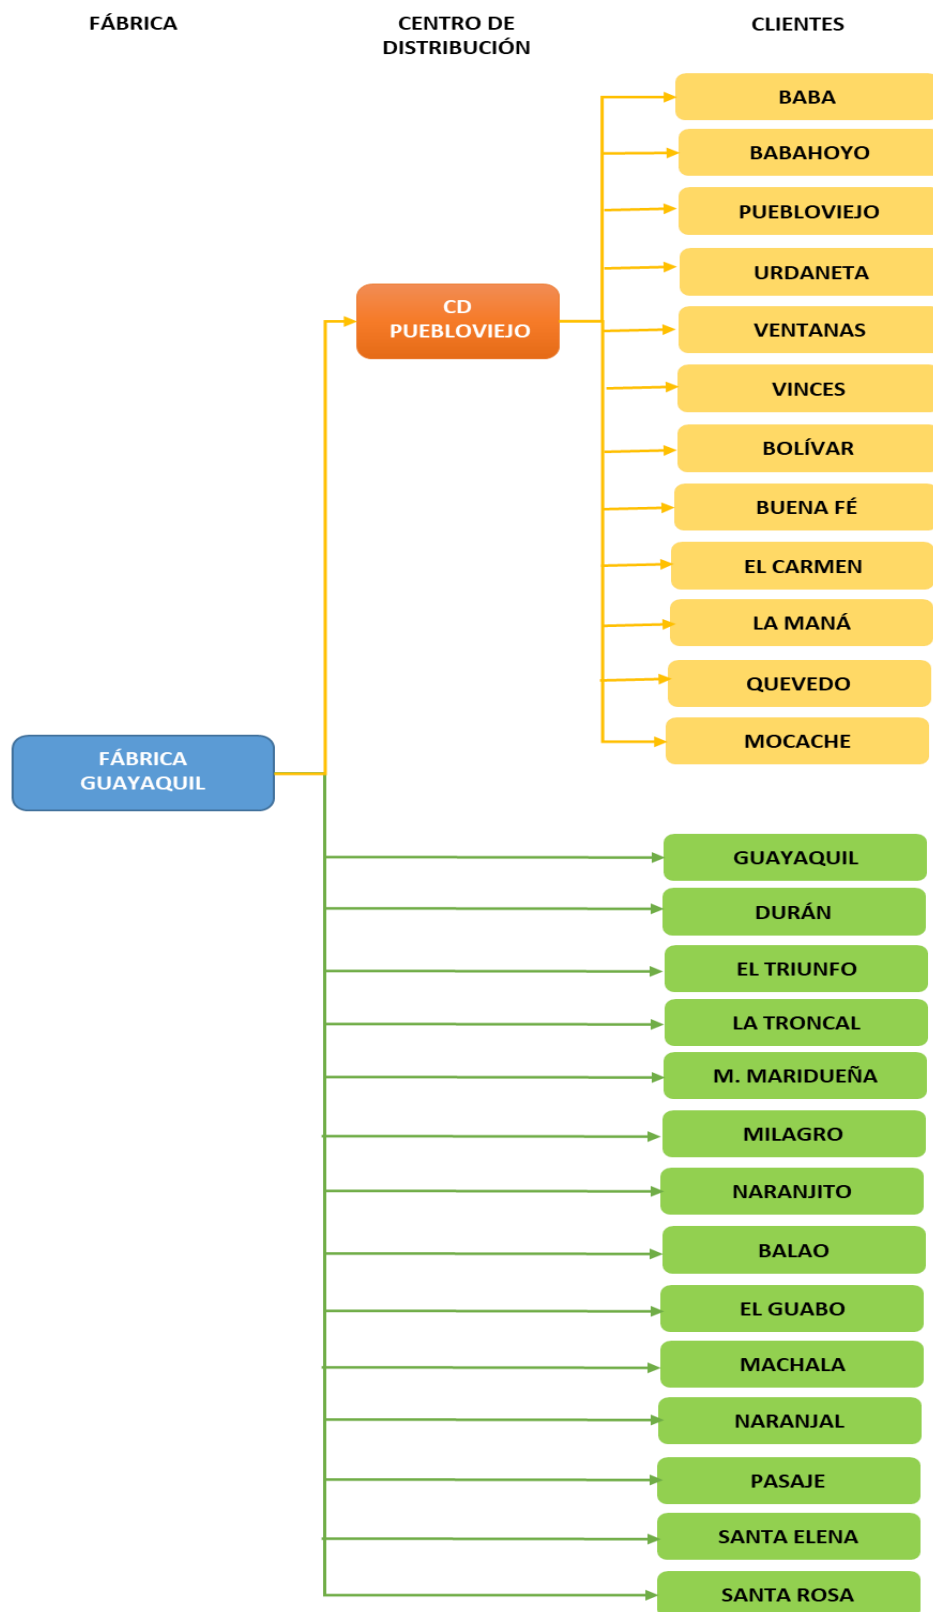 FÁBRICA
CENTRO DE
DISTRIBUCIÓN
CLIENTES
BABA
BABAHOYO
PUEBLOVIEJO
URDANETA
CD
PUEBLOVIEJO
VENTANAS
VINCES
BOLÍVAR
BUENA FÉ
EL CARMEN
LA MANÁ
QUEVEDO
MOCACHE
FÁBRICA
GUAYAQUIL
GUAYAQUIL
DURÁN
EL TRIUNFO
LA TRONCAL
M. MARIDUEÑA
MILAGRO
NARANJITO
BALAO
EL GUABO
MACHALA
NARANJAL
PASAJE
SANTA ELENA
SANTA ROSA